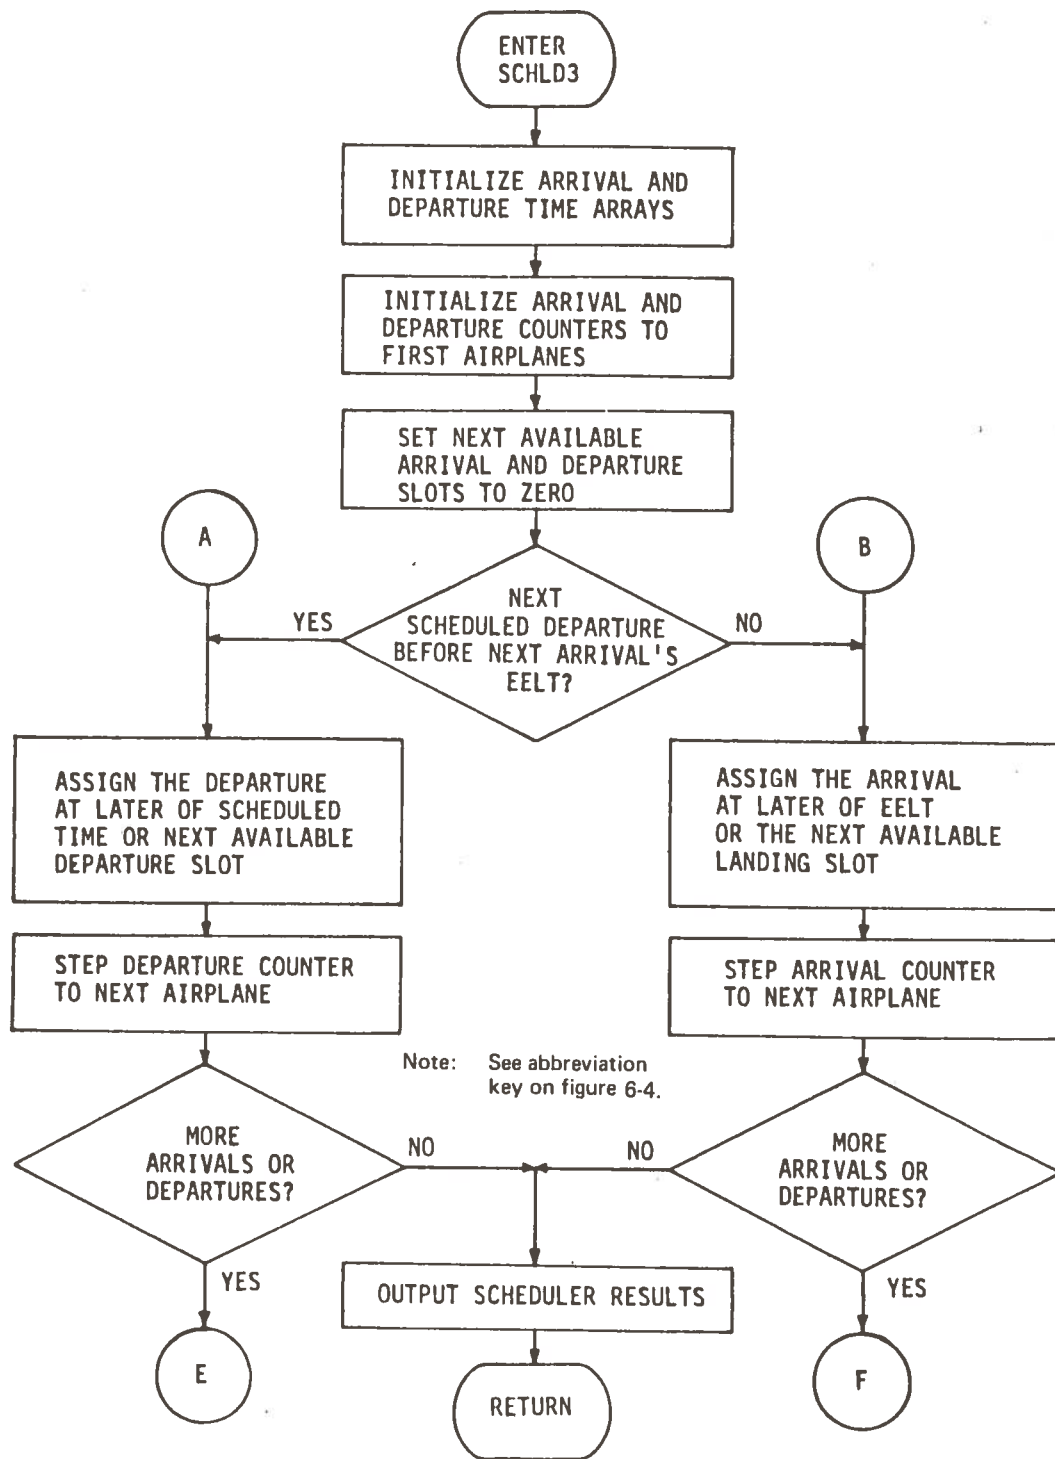 ENTER
SCHLD3
INITIALIZE ARRIVAL AND
DEPARTURE TIME ARRAYS
INITIALIZE ARRIVAL AND
DEPARTURE COUNTERS TO
FIRST AIRPLANES
SET NEXT AVAILABLE
ARRIVAL AND DEPARTURE
SLOTS TO ZERO
A
B
YES
NEXT
SCHEDULED DEPARTURE
BEFORE NEXT ARRIVAL'S
EELT?
NO
ASSIGN THE DEPARTURE
AT LATER OF SCHEDULED
TIME OR NEXT AVAILABLE
DEPARTURE SLOT
ASSIGN THE ARRIVAL
AT LATER OF EELT
OR THE NEXT AVAILABLE
LANDING SLOT
STEP DEPARTURE COUNTER
TO NEXT AIRPLANE
STEP ARRIVAL COUNTER
TO NEXT AIRPLANE
Note: See abbreviation
key on figure 6-4.
MORE
ARRIVALS OR
DEPARTURES?
NO
NO
MORE
ARRIVALS OR
DEPARTURES?
YES
OUTPUT SCHEDULER RESULTS
YES
E
RETURN
F